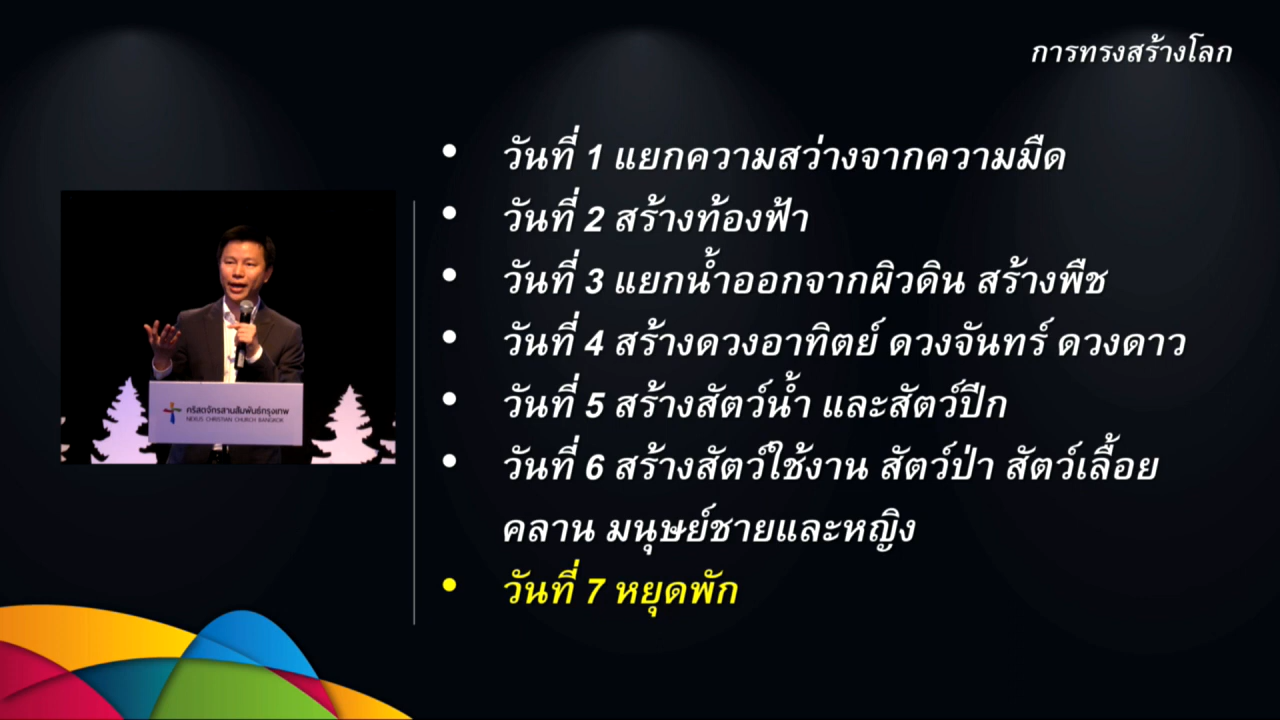 การทรงสร้างโลก
• วันที่ 1 แยกความสว่างจากความมืด
• วันที่ 2 สร้างท้องฟ้า
• วันที่ 3 แยกน้ำออกจากผิวดิน สร้างพืช
• วันที่ 4 สร้างดวงอาทิตย์ ดวงจันทร์ ดวงดาว
• วันที่ 5 สร้างสัตว์น้ำ และสัตว์ปีก
• วันที่ 6 สร้างสัตว์ใช้งาน สัตว์ป่า สัตว์เลื้อย
คลาน มนุษย์ชายและหญิง
• วันที่ 7 หยุดพัก
คริสตจักรสานสัมพันธ์กรุงเทพ
NEXUS CHRISTIAN CHURCH BANGKOK